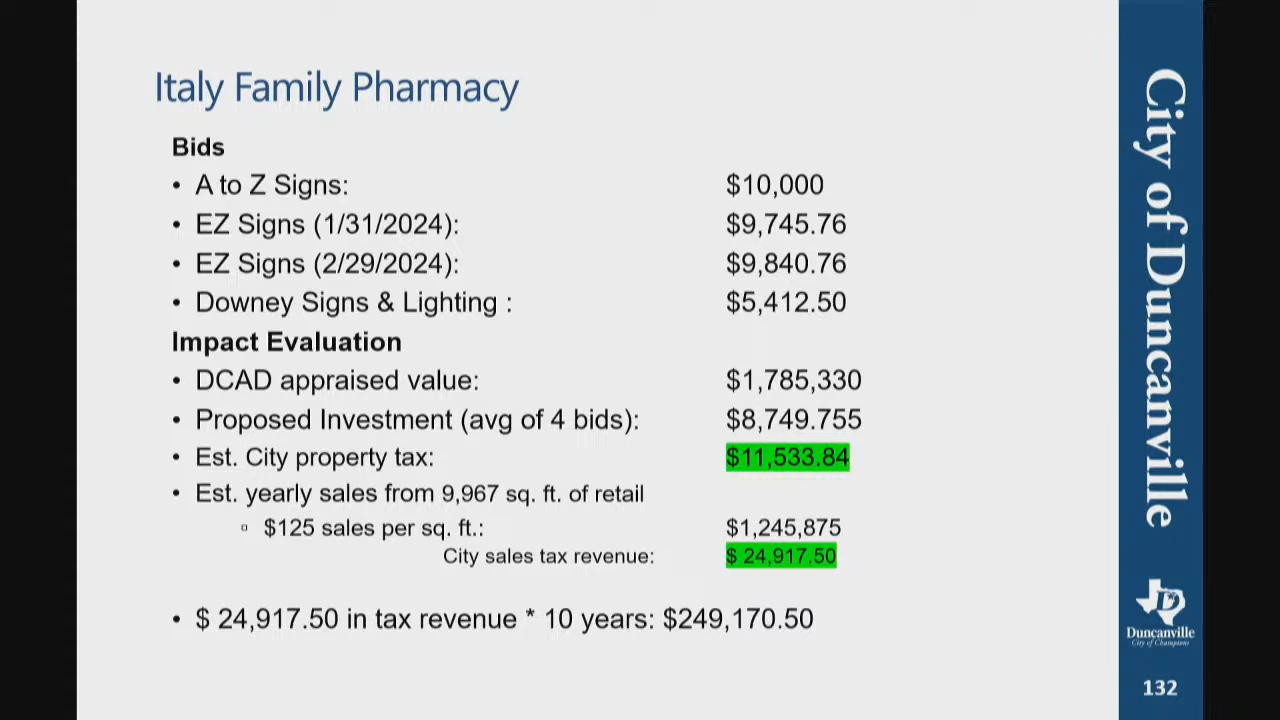 Italy Family Pharmacy
Bids
• A to Z Signs: $10,000
• EZ Signs (1/31/2024): $9,745.76
• EZ Signs (2/29/2024): $9,840.76
• Downey Signs & Lighting : $5,412.50
Impact Evaluation
• DCAD appraised value: $1,785,330
• Proposed Investment (avg of 4 bids): $8,749.755
• Est. City property tax: $11,533.84
• Est. yearly sales from 9,967 sq. ft. of retail
▫ $125 sales per sq. ft.: $1,245,875
City sales tax revenue: $ 24,917.50
• $ 24,917.50 in tax revenue * 10 years: $249,170.50
City of Duncanville
D
Duncanville
City of Champions
132